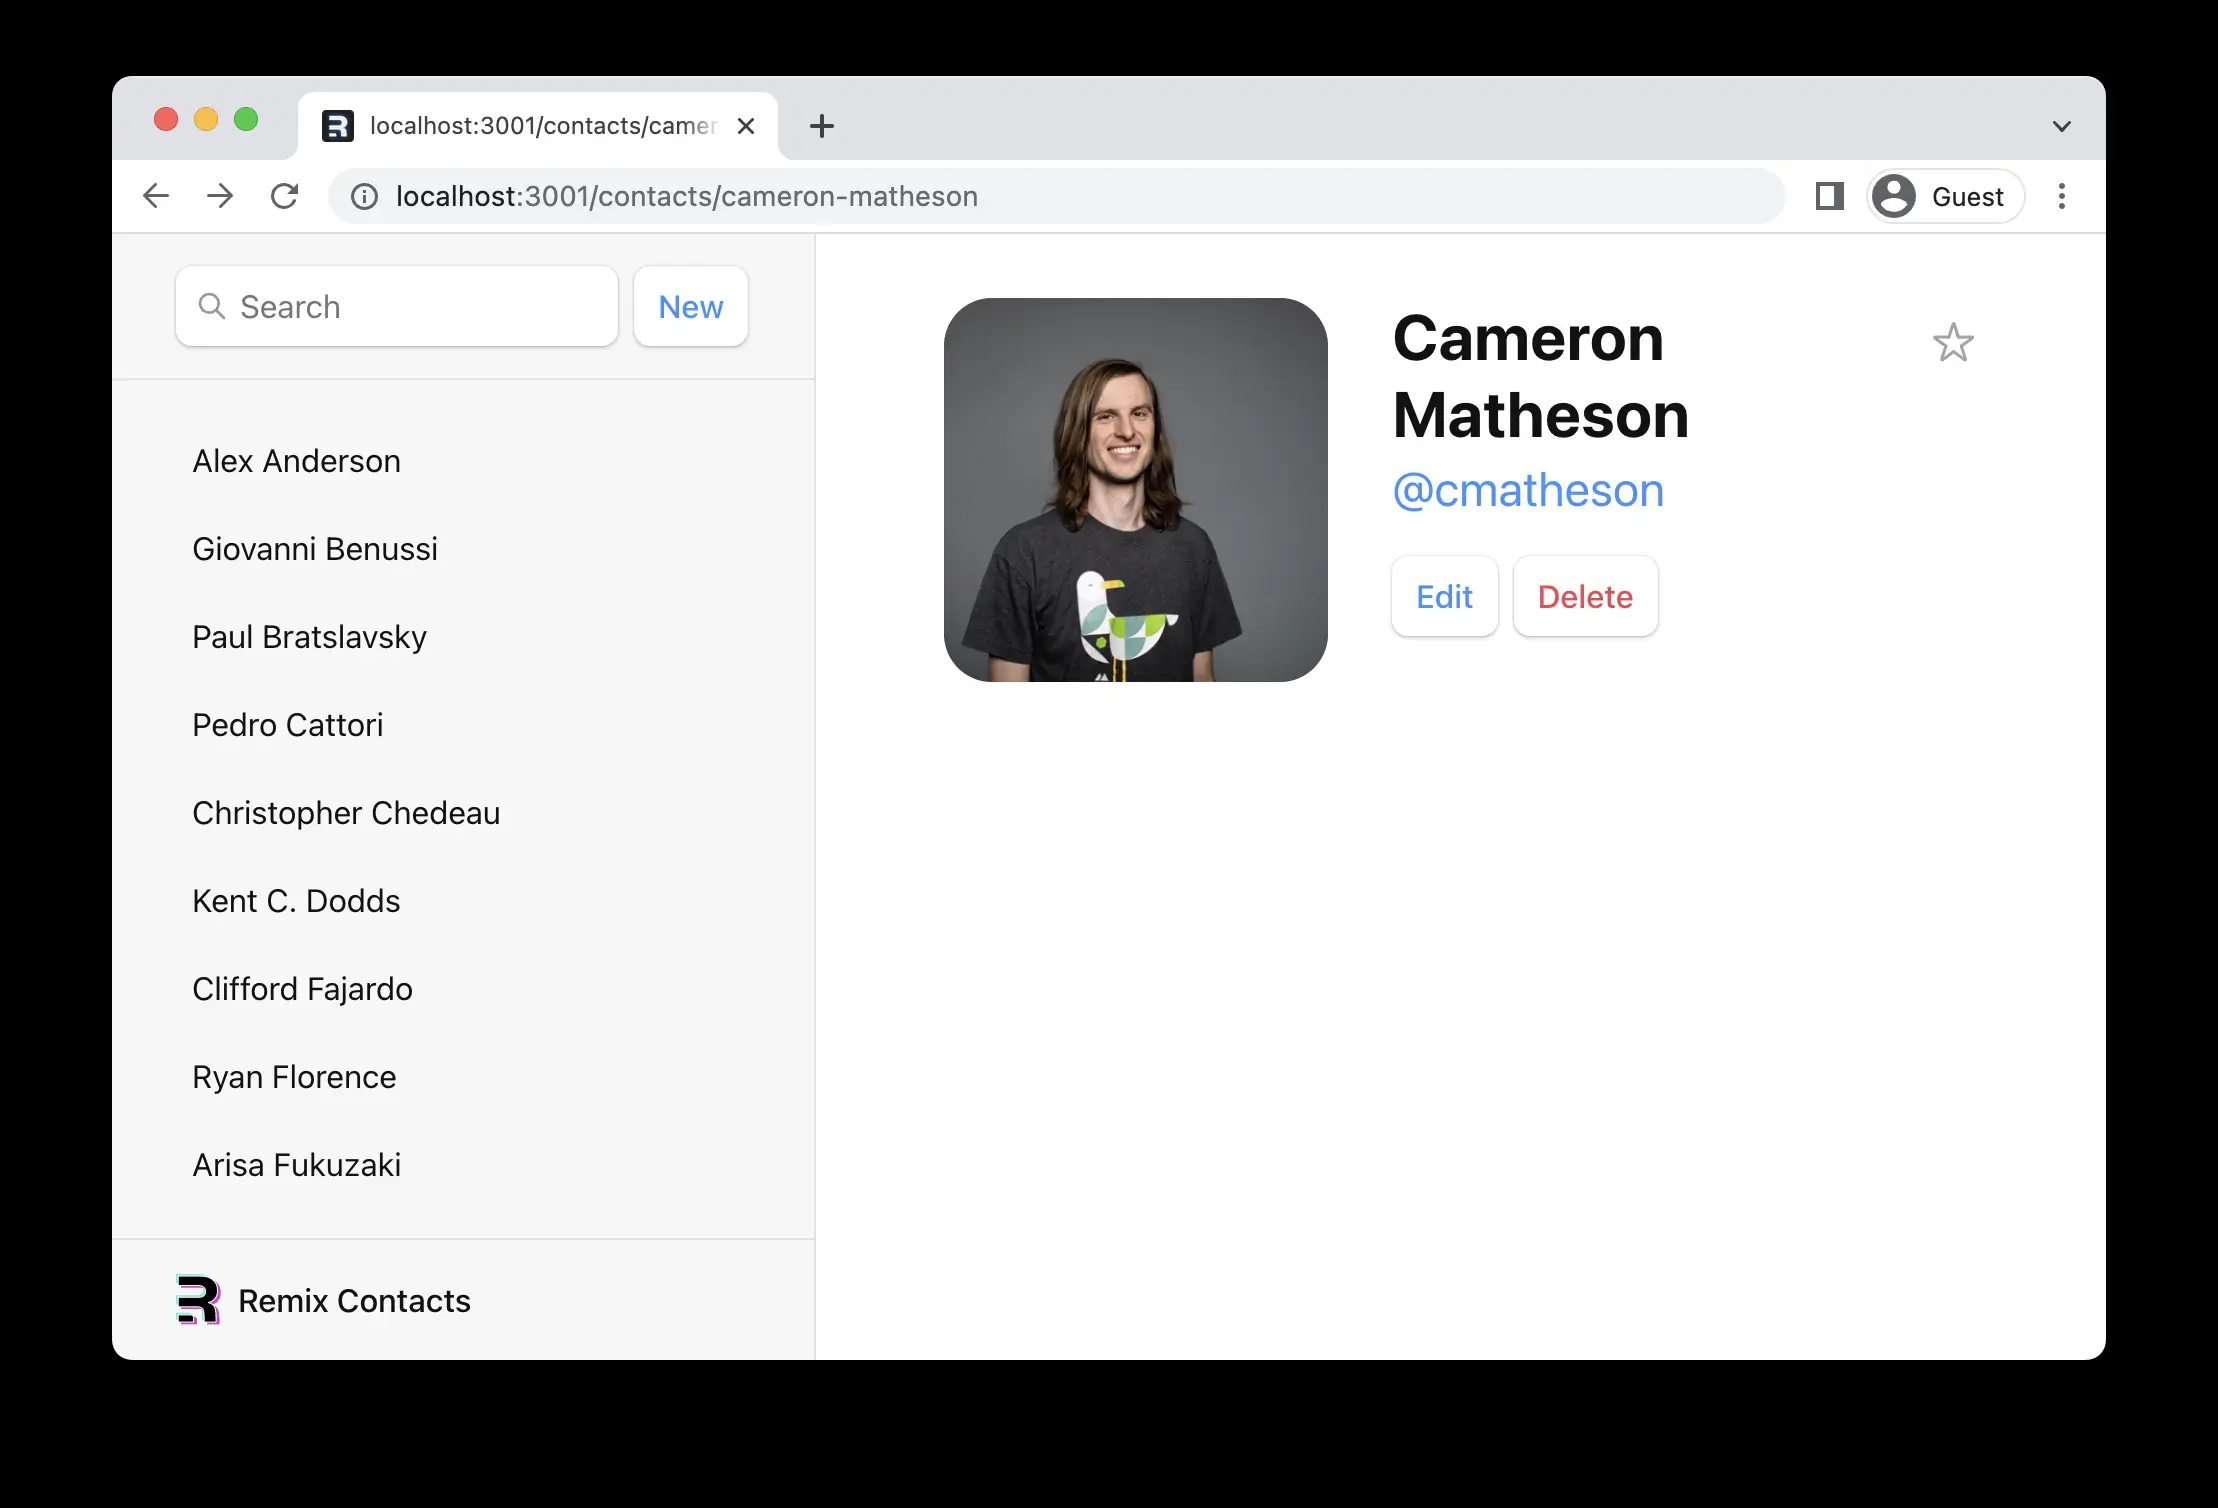 localhost:3001/contacts/camer
localhost:3001/contacts/cameron-matheson
Guest
Search
New
Alex Anderson
Giovanni Benussi
Paul Bratslavsky
Pedro Cattori
Christopher Chedeau
Kent C. Dodds
Clifford Fajardo
Ryan Florence
Arisa Fukuzaki
Remix Contacts
Cameron
Matheson
@cmatheson
Edit
Delete